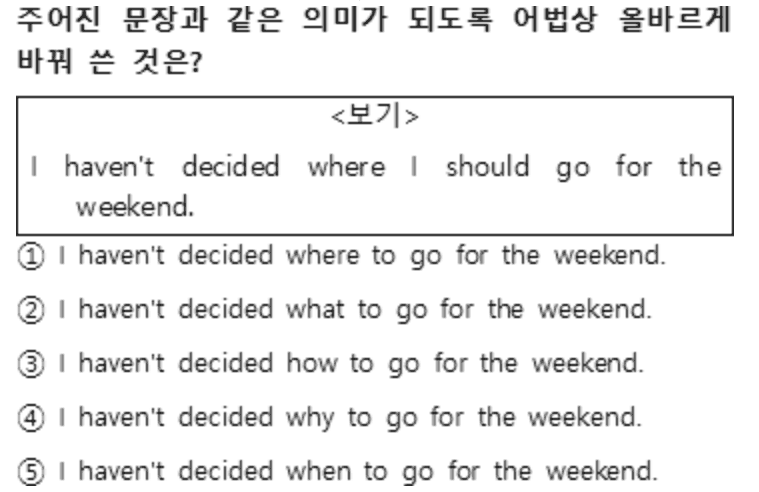 주어진 문장과 같은 의미가 되도록 어법상 올바르게
바꿔 쓴 것은?
<보기>
I haven't decided where I should go for the
weekend.
① I haven't decided where to go for the weekend.
② I haven't decided what to go for the weekend.
③ I haven't decided how to go for the weekend.
④ I haven't decided why to go for the weekend.
⑤ I haven't decided when to go for the weekend.